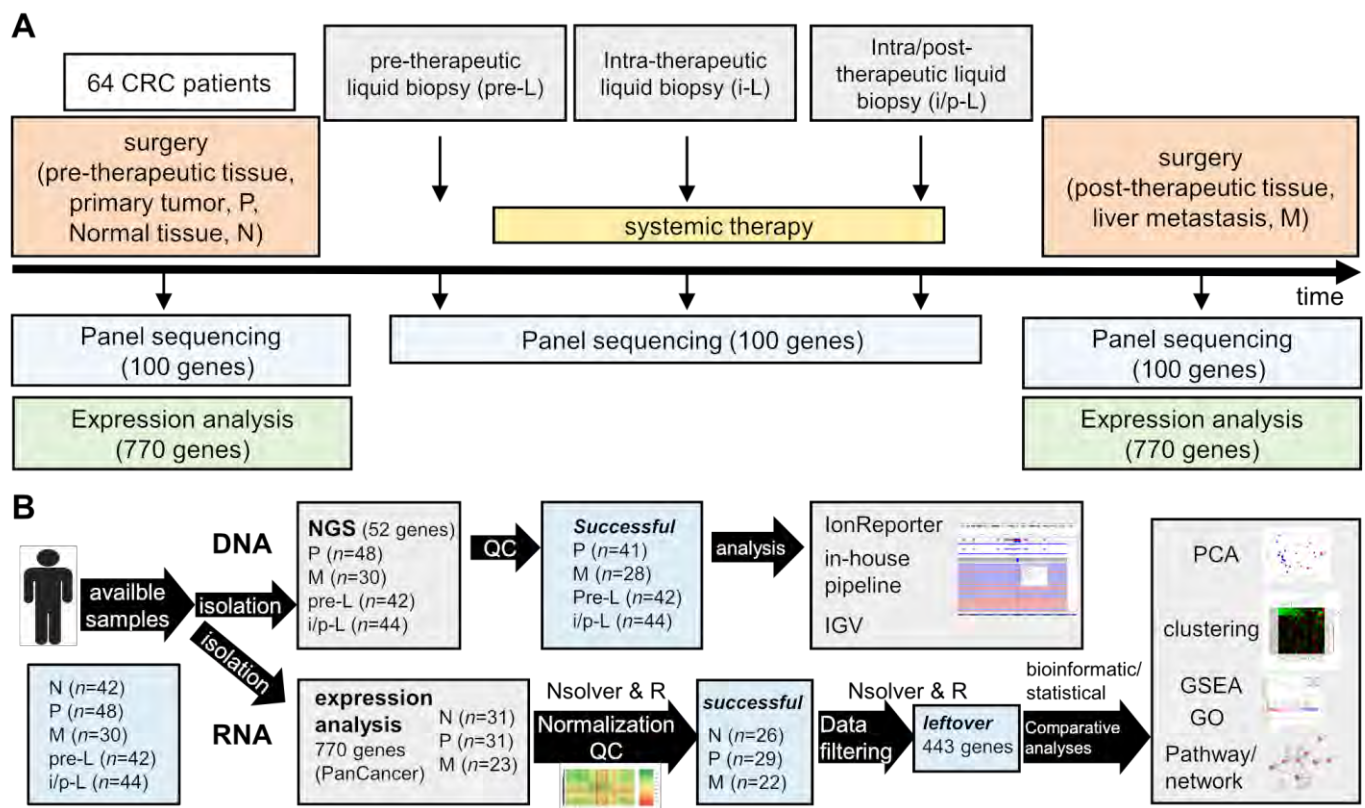 A
64 CRC patients
pre-therapeutic
liquid biopsy (pre-L)
Intra-therapeutic
liquid biopsy (i-L)
Intra/post-
therapeutic liquid
biopsy (i/p-L)
surgery
(pre-therapeutic tissue,
primary tumor, P,
Normal tissue, N)
systemic therapy
surgery
(post-therapeutic tissue,
liver metastasis, M)
time
Panel sequencing
(100 genes)
Panel sequencing (100 genes)
Panel sequencing
(100 genes)
Expression analysis
(770 genes)
Expression analysis
(770 genes)
B
availble
samples
N (n=42)
P (n=48)
M (n=30)
pre-L (n=42)
i/p-L (n=44)
DNA
isolation
NGS (52 genes)
P (n=48)
M (n=30)
pre-L (n=42)
i/p-L (n=44)
QC
Successful
P (n=41)
M (n=28)
Pre-L (n=42)
i/p-L (n=44)
analysis
IonReporter
in-house
pipeline
IGV
isolation
RNA
expression
analysis
770 genes
(PanCancer)
N (n=31)
P (n=31)
M (n=23)
Nsolver & R
Normalization
QC
successful
N (n=26)
P (n=29)
M (n=22)
Nsolver & R
Data
filtering
leftover
443 genes
bioinformatic/
statistical
Comparative
analyses
PCA
clustering
GSEA
GO
Pathway/
network